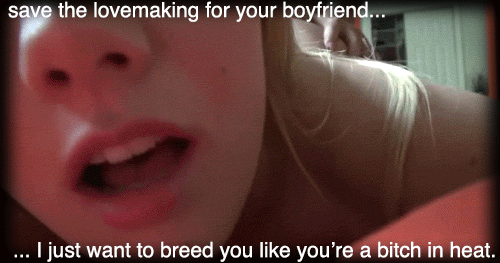 save the lovemaking for your boyfriend...
... I just want to breed you like you're a bitch in heat.